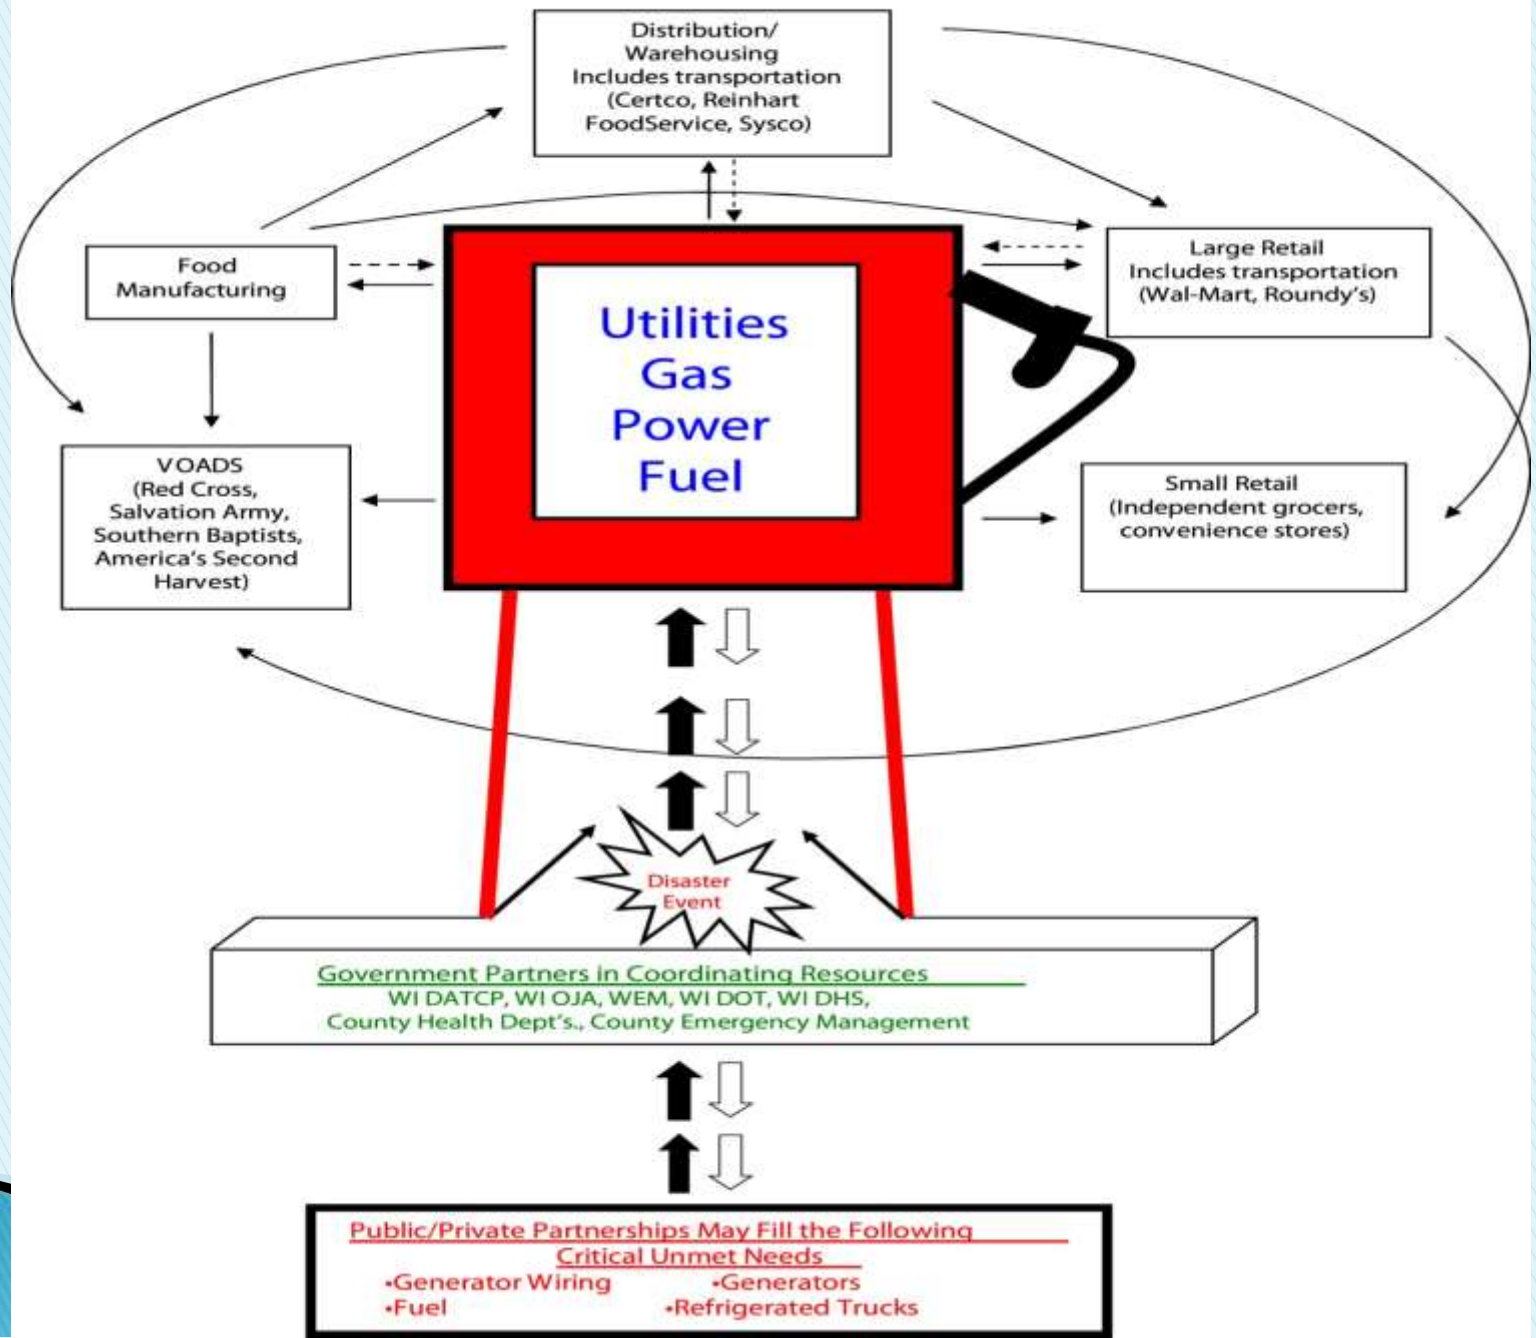 Distribution/
Warehousing
Includes transportation
(Certco, Reinhart
FoodService, Sysco)
Food
Manufacturing
Large Retail
Includes transportation
(Wal-Mart, Roundy's)
Utilities
Gas
Power
Fuel
VOADS
(Red Cross,
Salvation Army,
Southern Baptists,
America's Second
Harvest)
Small Retail
(Independent grocers,
convenience stores)
Disaster
Event
Government Partners in Coordinating Resources
WI DATCP, WI OJA, WEM, WI DOT, WI DHS,
County Health Dept's., County Emergency Management
Public/Private Partnerships May Fill the Following
Critical Unmet Needs
•Generator Wiring •Generators
•Fuel •Refrigerated Trucks